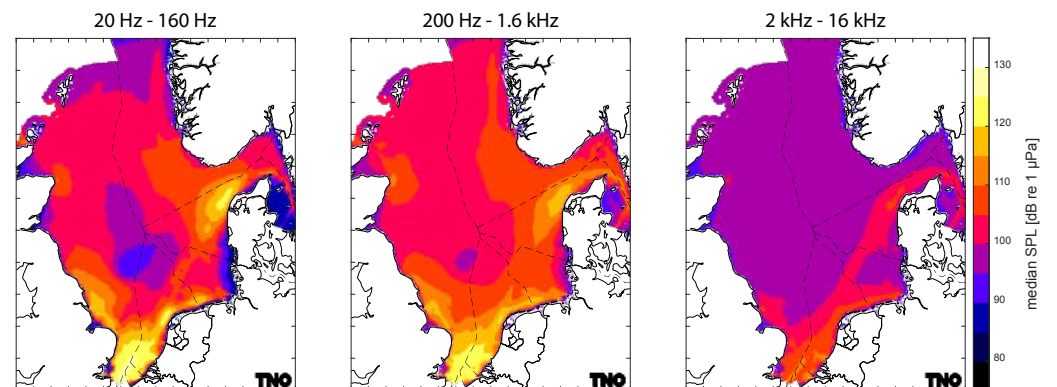 20 Hz - 160 Hz
200 Hz - 1.6 kHz
2 kHz - 16 kHz
130
120
110
100
90
80
median SPL [dB re 1 µPa]
TNO
TNO
TNO